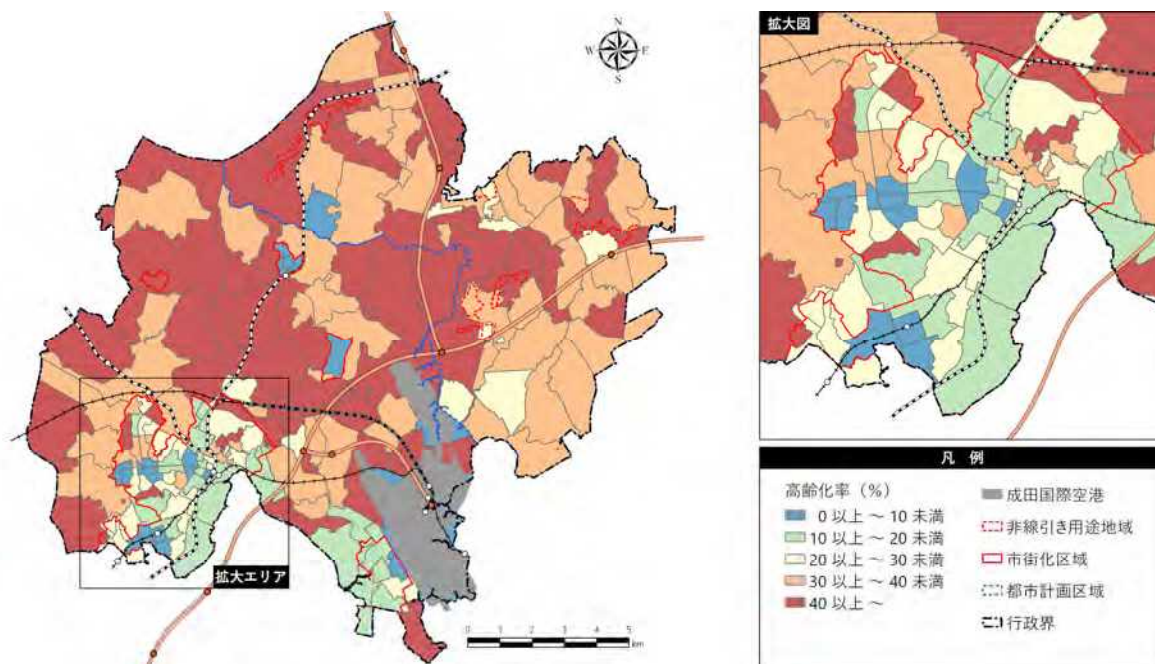 N
W E
S
拡大図
拡大エリア
0 1 2 3 4 5
km
凡 例
高齢化率（%）
0 以上 ～ 10 未満
10 以上 ～ 20 未満
20 以上 ～ 30 未満
30 以上 ～ 40 未満
40 以上 ～
成田国際空港
非線引き用途地域
市街化区域
都市計画区域
行政界